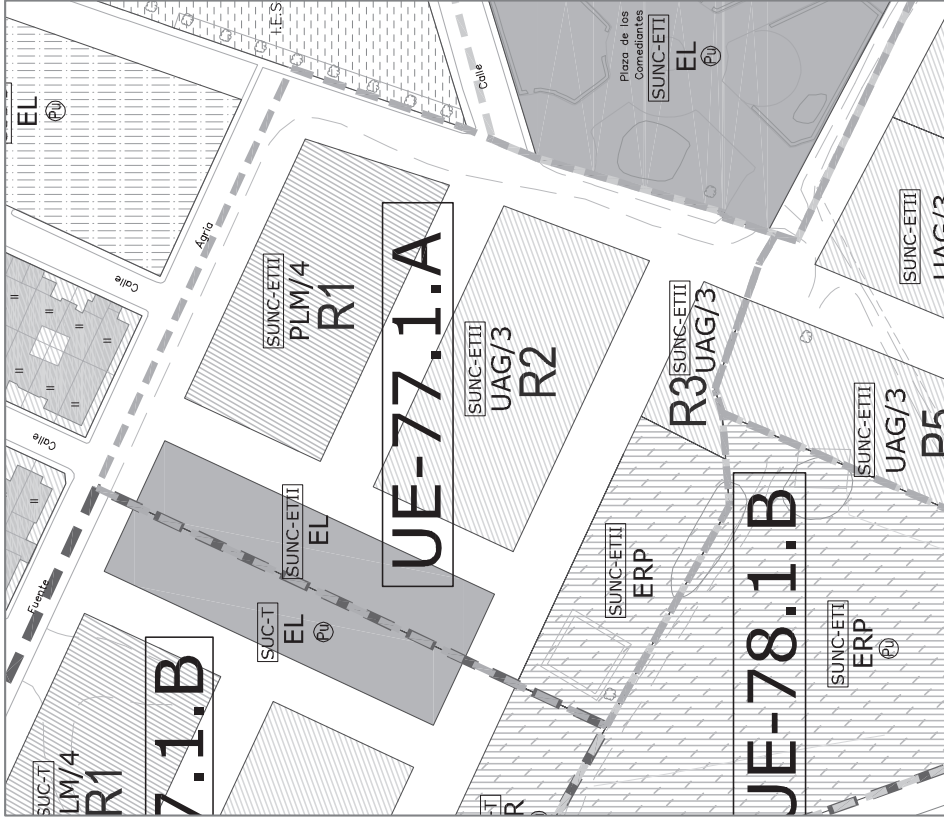 EL
Pu
I.E.S
Calle
Plaza de los
Comediantes
SUNC-ETI
EL
Pu
Agria
Calle
Calle
Fuente
SUNC-ETII
PLM/4
R1
UE-77.1.A
SUNC-ETII
UAG/3
R2
SUNC-ETII
UAG/3
R3
SUNC-ETII
UAG/3
SUNC-ETII
UAG/3
R5
SUNC-ETII
EL
SUC-T
EL
Pu
SUNC-ETII
ERP
UE-78.1.B
SUNC-ETI
ERP
Pu
SUC-T
LM/4
R1
7.1.B
-T
R